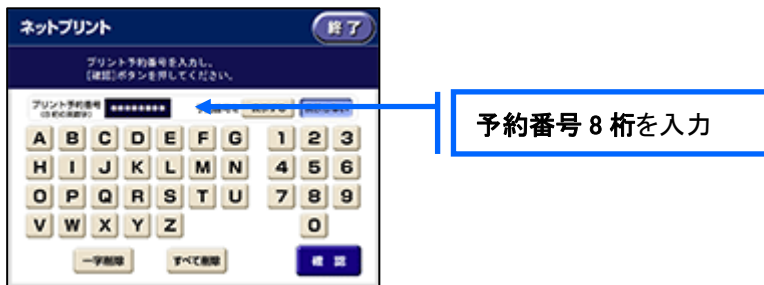 ネットプリント
終了
プリント予約番号を入力し、
[確認]ボタンを押してください。
プリント予約番号
********
A B C D E F G 1 2 3
予約番号8桁を入力
H I J K L M N 4 5 6
O P Q R S T U 7 8 9
V W X Y Z 0
一字削除 すべて削除 確認